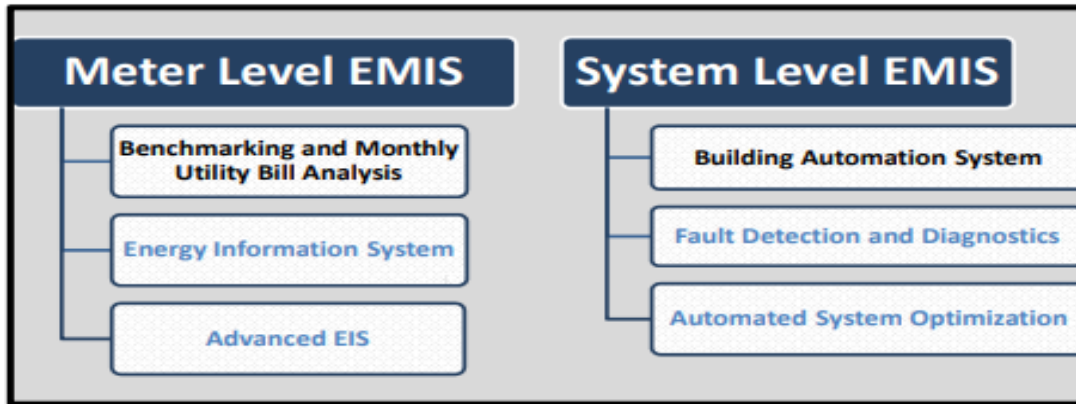 Meter Level EMIS
Benchmarking and Monthly
Utility Bill Analysis
Energy Information System
Advanced EIS
System Level EMIS
Building Automation System
Fault Detection and Diagnostics
Automated System Optimization